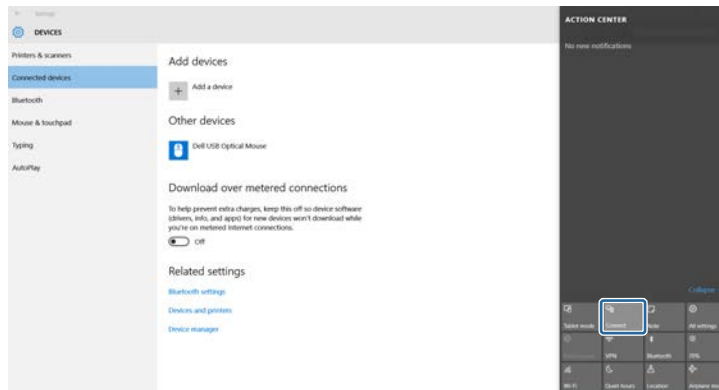 Settings
DEVICES
Printers & scanners
Connected devices
Bluetooth
Mouse & touchpad
Typing
AutoPlay
Add devices
Add a device
Other devices
Dell USB Optical Mouse
Download over metered connections
To help prevent extra charges, keep this off so device software
(drivers, info, and apps) for new devices won't download while
you're on metered Internet connections.
Off
Related settings
Bluetooth settings
Devices and printers
Device manager
ACTION CENTER
No new notifications
Collapse
Tablet mode Connect Note All settings
VPN Bluetooth 70%
Wi-Fi Quiet hours Location Airplane mo